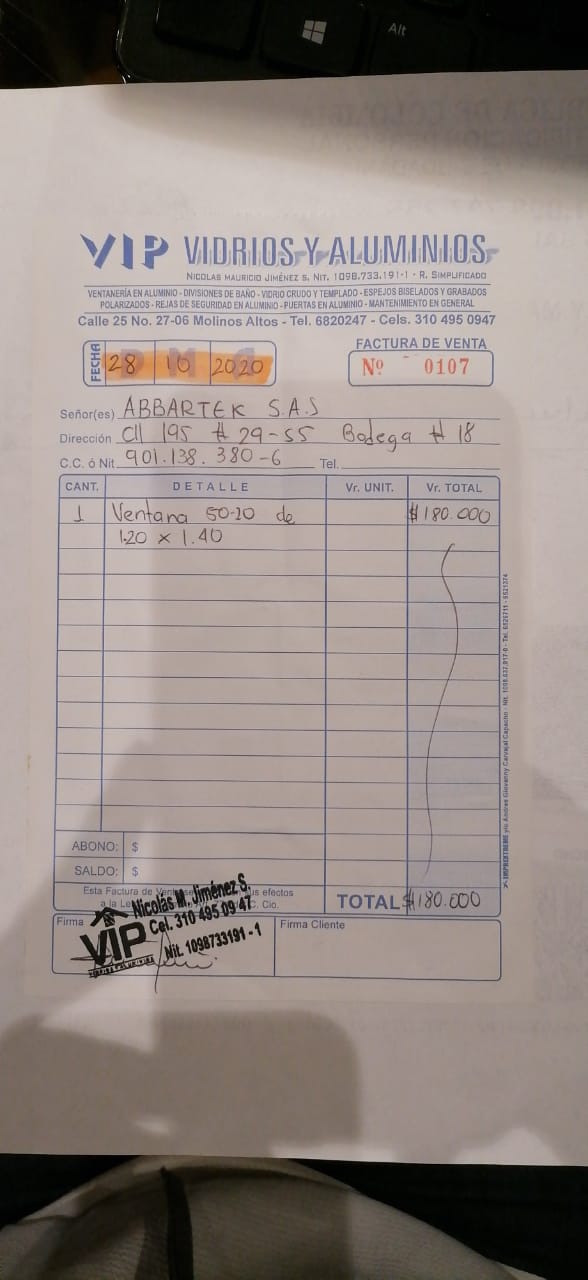 Alt
VIP VIDRIOS Y ALUMINIOS
NICOLAS MAURICIO JIMÉNEZ S. NIT. 1098.733.191-1 - R. SIMPLIFICADO
VENTANERÍA EN ALUMINIO - DIVISIONES DE BAÑO - VIDRIO CRUDO Y TEMPLADO - ESPEJOS BISELADOS Y GRABADOS
POLARIZADOS - REJAS DE SEGURIDAD EN ALUMINIO - PUERTAS EN ALUMINIO - MANTENIMIENTO EN GENERAL
Calle 25 No. 27-06 Molinos Altos - Tel. 6820247 - Cels. 310 495 0947
FECHA D M A 28 10 2020
FACTURA DE VENTA
Nº 0107
Señor(es) ABBARTEK S.A.S
Dirección Cll 195 # 29-55 Bodega # 18
C.C. ó Nit. 901.138.380-6 Tel.
CANT. DETALLE Vr. UNIT. Vr. TOTAL
1 Ventana 50-20 de $180.000
1.20 x 1.40
ABONO: $
SALDO: $
Esta Factura de us efectos
a la Le C. Cio.
TOTAL $180.000
Firma
Firma Cliente
VIP
Nicolás M. Jiménez S.
Cel. 310 495 09 47
Nit. 1098733191-1